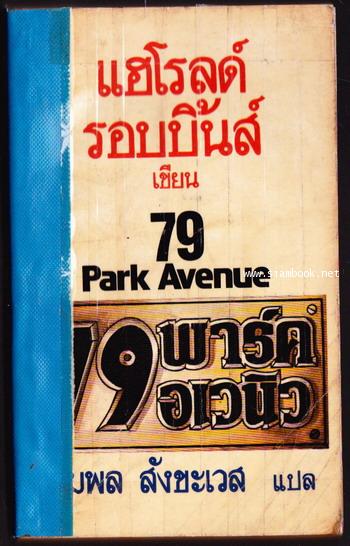 แฮโรลด์
รอบบิ้นส์
เขียน
79
Park Avenue
www.siambook.net
79 พาร์ค
อเวนิว
สังขะเวส แปล